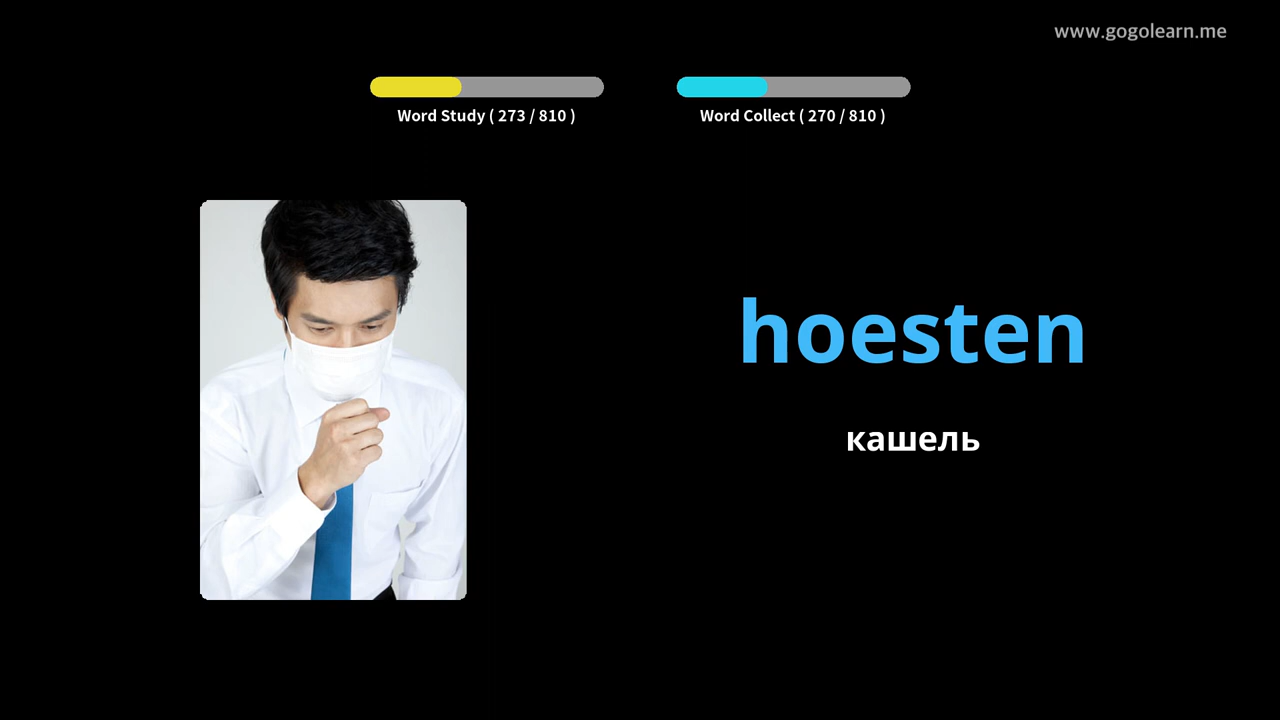 www.gogolearn.me
Word Study ( 273 / 810 )
Word Collect ( 270 / 810 )
hoesten
кашель